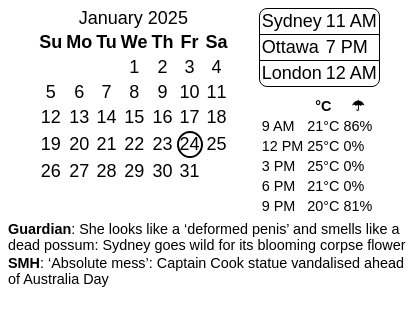 January 2025
Su Mo Tu We Th Fr Sa
1 2 3 4
5 6 7 8 9 10 11
12 13 14 15 16 17 18
19 20 21 22 23 24 25
26 27 28 29 30 31
Sydney 11 AM
Ottawa 7 PM
London 12 AM
°C ☂
9 AM 21°C 86%
12 PM 25°C 0%
3 PM 25°C 0%
6 PM 21°C 0%
9 PM 20°C 81%
Guardian: She looks like a ‘deformed penis’ and smells like a
dead possum: Sydney goes wild for its blooming corpse flower
SMH: ‘Absolute mess’: Captain Cook statue vandalised ahead
of Australia Day